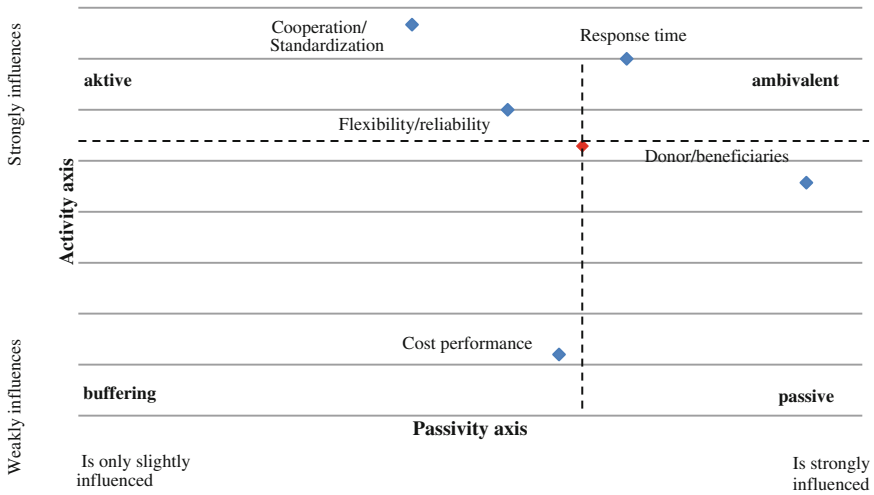 Strongly influences
Cooperation/
Standardization
Response time
aktive
ambivalent
Flexibility/reliability
Donor/beneficiaries
Activity axis
Cost performance
Weakly influences
buffering
passive
Passivity axis
Is only slightly
influenced
Is strongly
influenced